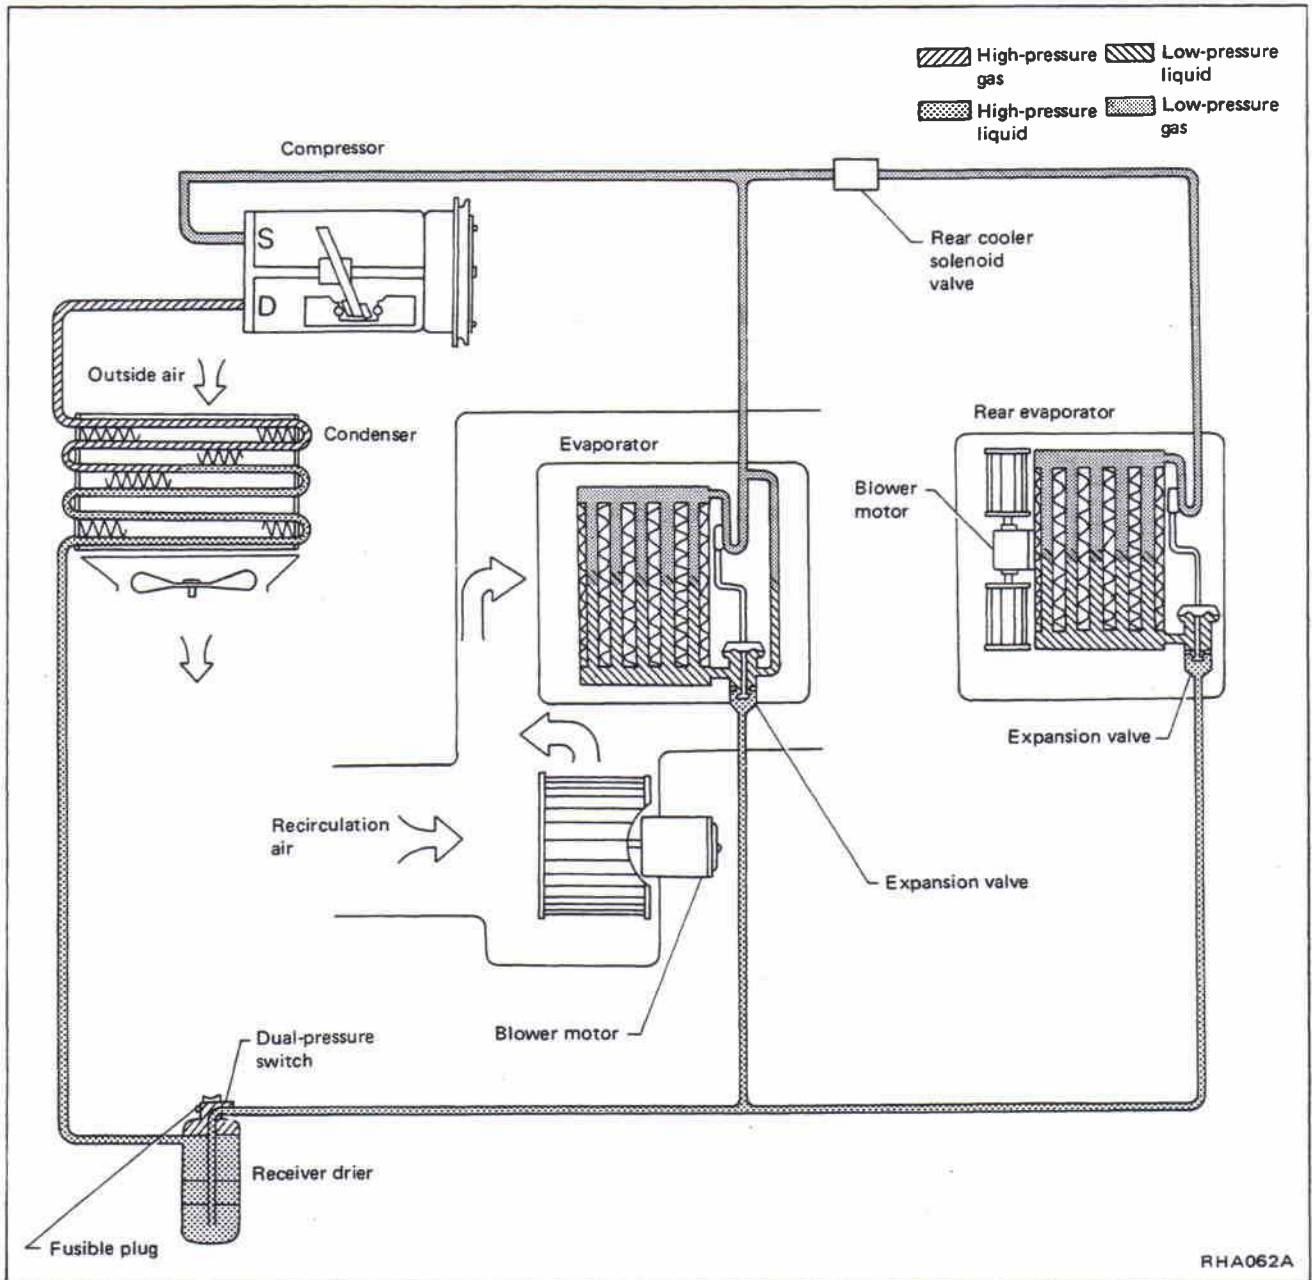 High-pressure
gas
Low-pressure
liquid
High-pressure
liquid
Low-pressure
gas
Compressor
S
D
Rear cooler
solenoid
valve
Outside air
Condenser
Evaporator
Rear evaporator
Blower
motor
Expansion valve
Recirculation
air
Expansion valve
Blower motor
Dual-pressure
switch
Receiver drier
Fusible plug
RHA062A